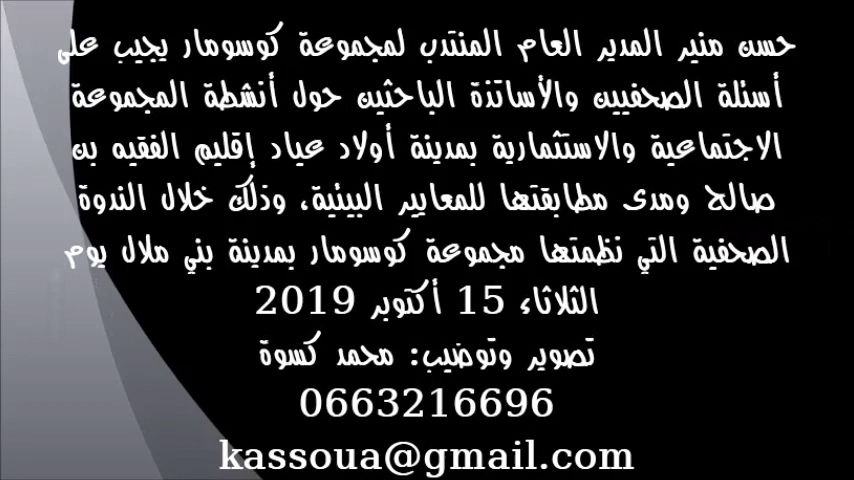 حسن منير المدير العام المنتدب لمجموعة كوسومار يجيب على
أسئلة الصحفيين والأساتذة الباحثين حول أنشطة المجموعة
الاجتماعية والاستثمارية بمدينة أولاد عياد إقليم الفقيه بن
صالح ومدى مطابقتها للمعايير البيئية، وذلك خلال الندوة
الصحفية التي نظمتها مجموعة كوسومار بمدينة بني ملال يوم
الثلاثاء 15 أكتوبر 2019
تصوير وتوضيب: محمد كسوة
0663216696
kassoua@gmail.com